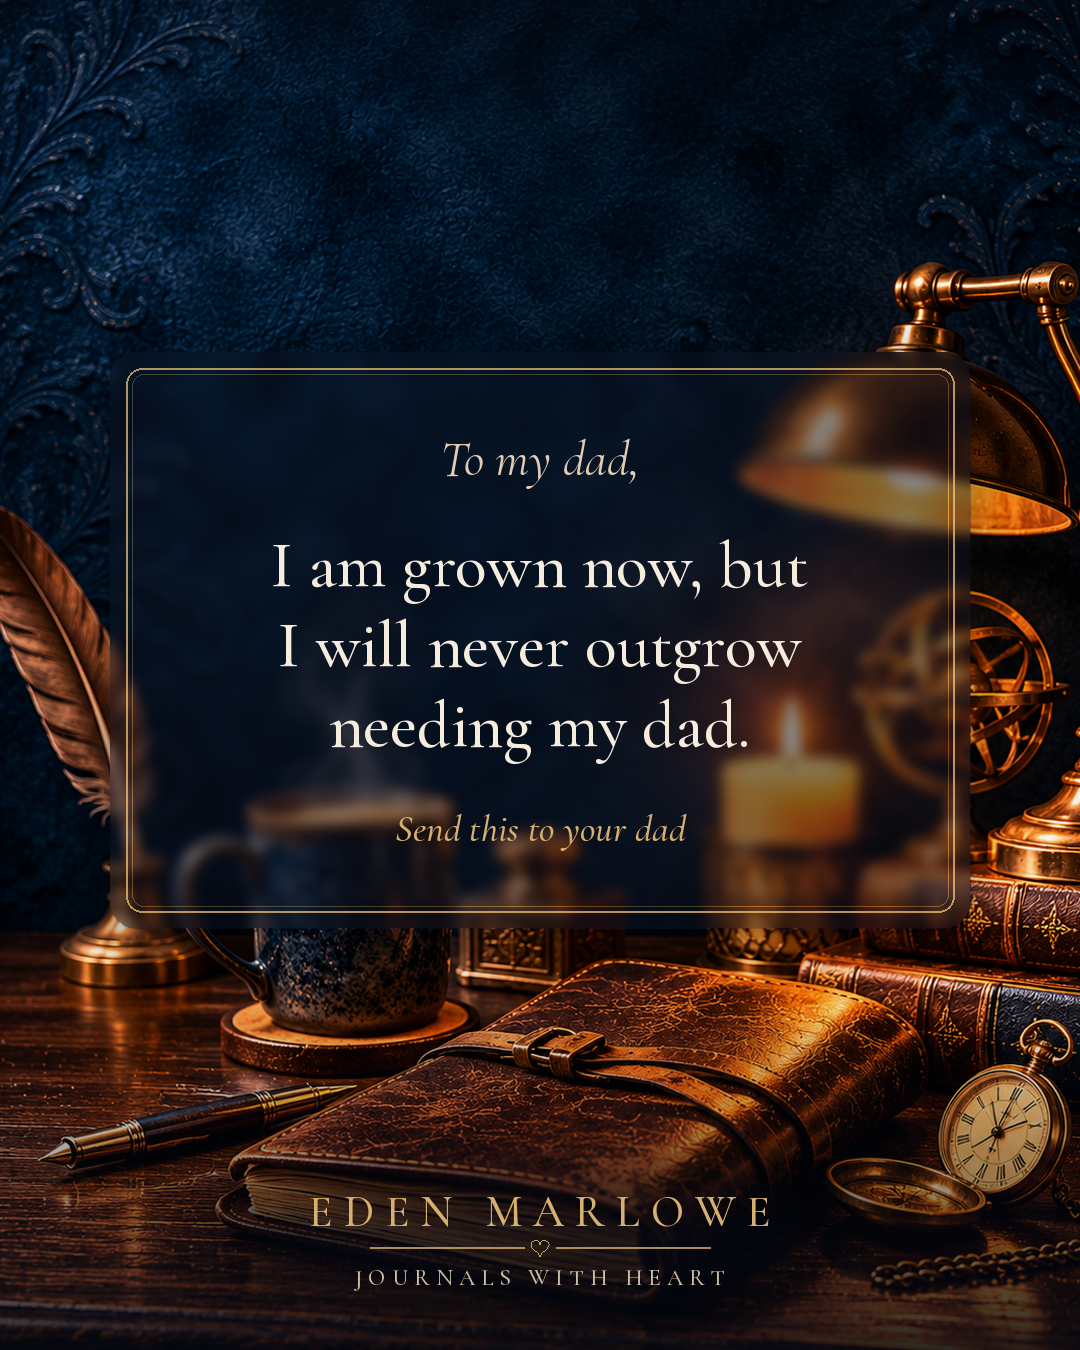 To my dad,
I am grown now, but
I will never outgrow
needing my dad.
Send this to your dad
EDEN MARLOWE
JOURNALS WITH HEART